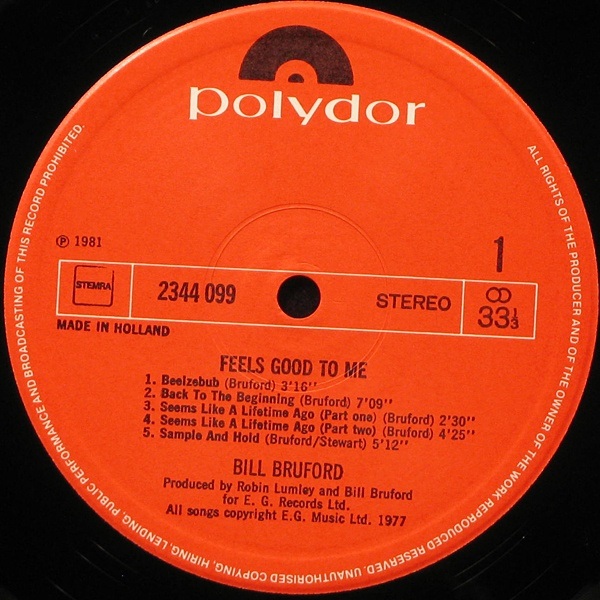 polydor
℗ 1981
1
STEMRA
2344 099
STEREO
33⅓
MADE IN HOLLAND
FEELS GOOD TO ME
1. Beelzebub (Bruford) 3'16''
2. Back To The Beginning (Bruford) 7'09''
3. Seems Like A Lifetime Ago (Part one) (Bruford) 2'30''
4. Seems Like A Lifetime Ago (Part two) (Bruford) 4'25''
5. Sample And Hold (Bruford/Stewart) 5'12''
BILL BRUFORD
Produced by Robin Lumley and Bill Bruford
for E. G. Records Ltd.
All songs copyright E.G. Music Ltd. 1977
ALL RIGHTS OF THE PRODUCER AND OF THE OWNER OF THE WORK REPRODUCED RESERVED. UNAUTHORISED COPYING, HIRING, LENDING, PUBLIC PERFORMANCE AND BROADCASTING OF THIS RECORD PROHIBITED.